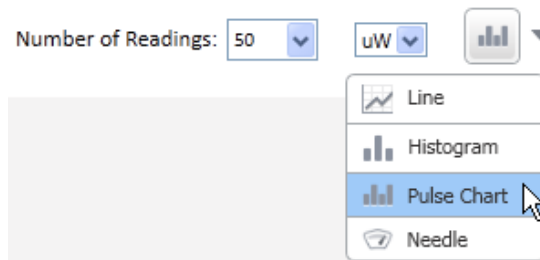 Number of Readings: 50 uW
Line
Histogram
Pulse Chart
Needle